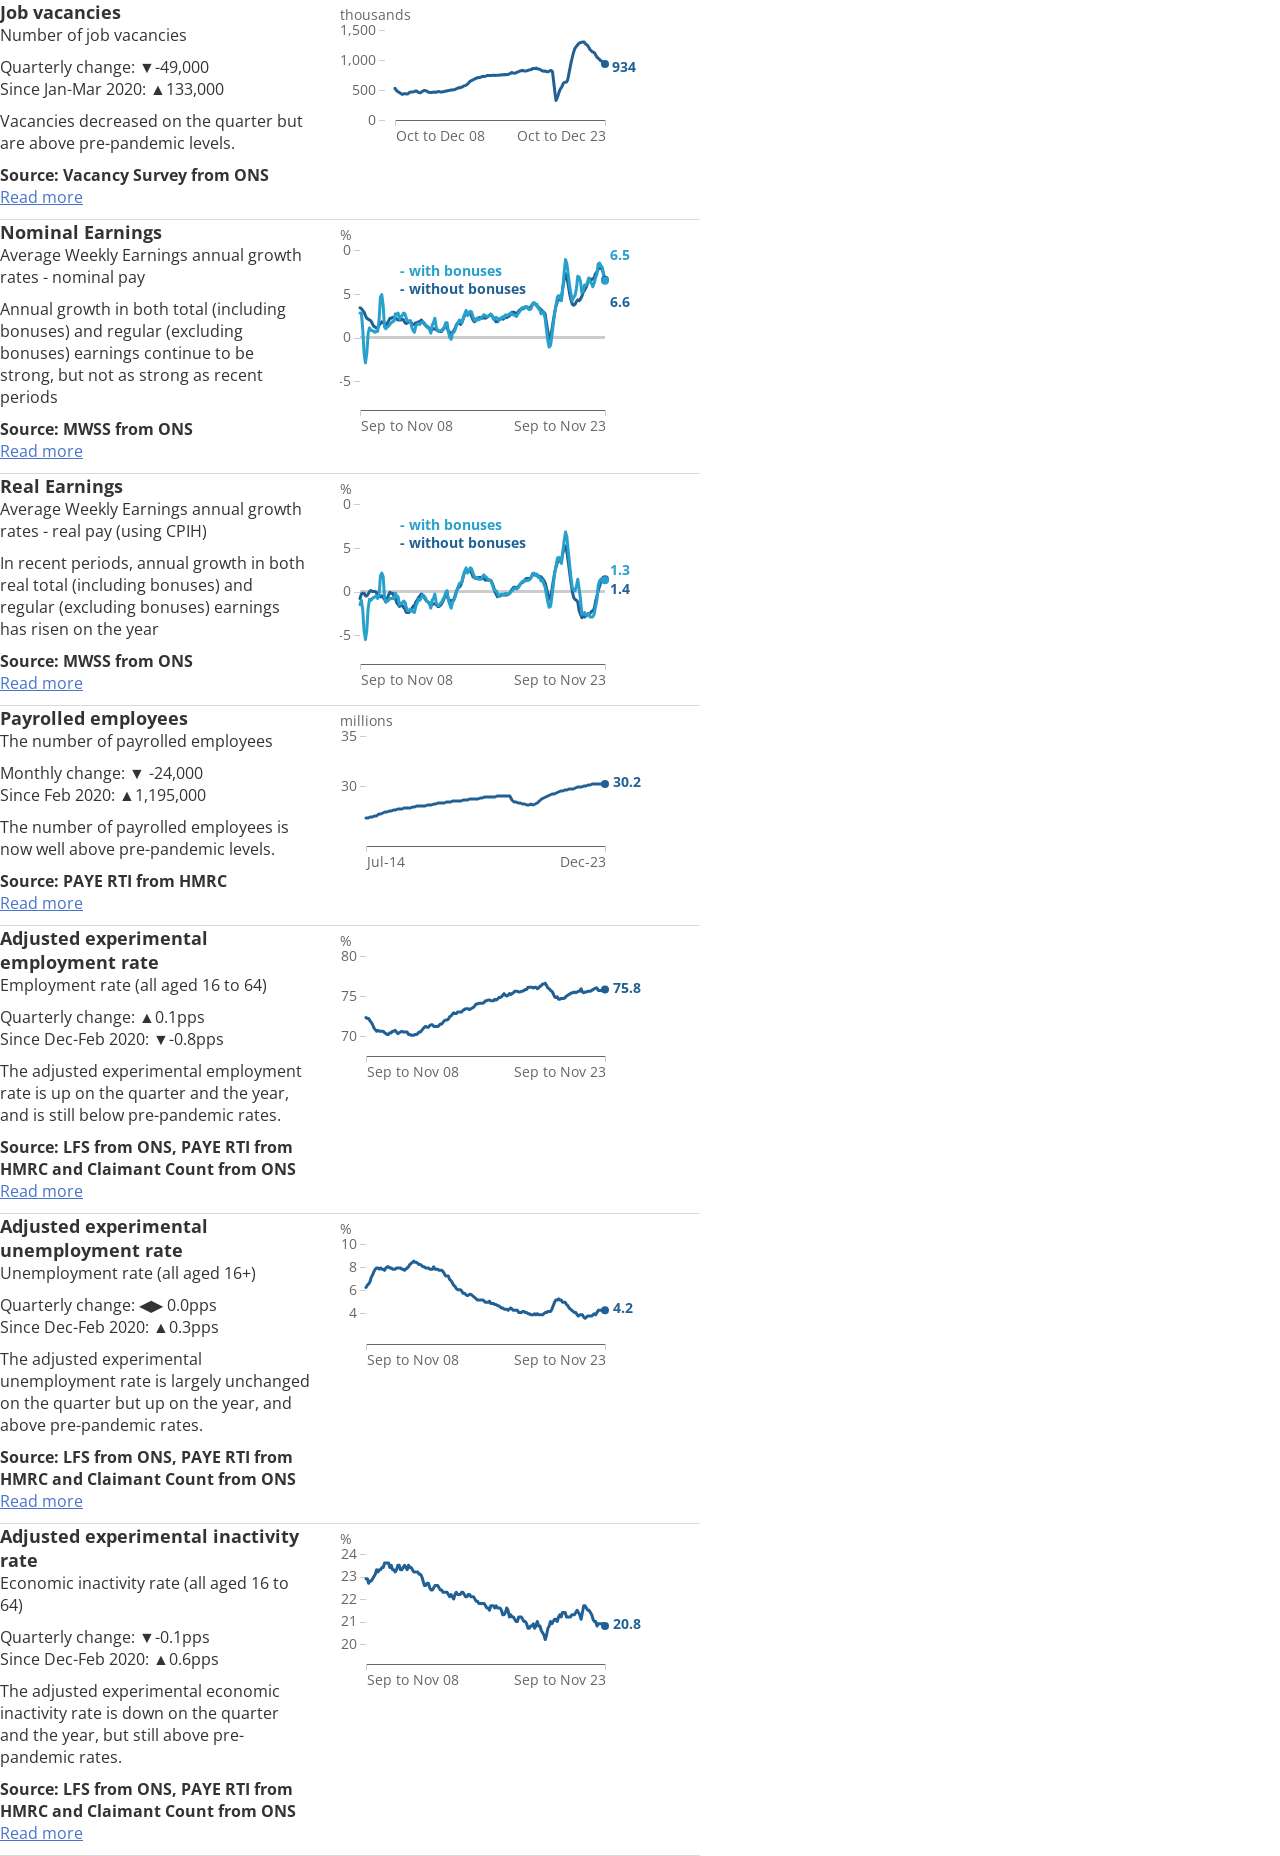 Job vacancies
Number of job vacancies
Quarterly change: ▼-49,000
Since Jan-Mar 2020: ▲133,000
Vacancies decreased on the quarter but
are above pre-pandemic levels.
Source: Vacancy Survey from ONS
Read more
thousands
1,500
1,000
500
0
934
Oct to Dec 08
Oct to Dec 23
Nominal Earnings
Average Weekly Earnings annual growth
rates - nominal pay
Annual growth in both total (including
bonuses) and regular (excluding
bonuses) earnings continue to be
strong, but not as strong as recent
periods
Source: MWSS from ONS
Read more
%
0
5
0
-5
- with bonuses
- without bonuses
6.5
6.6
Sep to Nov 08
Sep to Nov 23
Real Earnings
Average Weekly Earnings annual growth
rates - real pay (using CPIH)
In recent periods, annual growth in both
real total (including bonuses) and
regular (excluding bonuses) earnings
has risen on the year
Source: MWSS from ONS
Read more
%
0
5
0
-5
- with bonuses
- without bonuses
1.3
1.4
Sep to Nov 08
Sep to Nov 23
Payrolled employees
The number of payrolled employees
Monthly change: ▼ -24,000
Since Feb 2020: ▲1,195,000
The number of payrolled employees is
now well above pre-pandemic levels.
Source: PAYE RTI from HMRC
Read more
millions
35
30
30.2
Jul-14
Dec-23
Adjusted experimental
employment rate
Employment rate (all aged 16 to 64)
Quarterly change: ▲0.1pps
Since Dec-Feb 2020: ▼-0.8pps
The adjusted experimental employment
rate is up on the quarter and the year,
and is still below pre-pandemic rates.
Source: LFS from ONS, PAYE RTI from
HMRC and Claimant Count from ONS
Read more
%
80
75
70
75.8
Sep to Nov 08
Sep to Nov 23
Adjusted experimental
unemployment rate
Unemployment rate (all aged 16+)
Quarterly change: ◀▶ 0.0pps
Since Dec-Feb 2020: ▲0.3pps
The adjusted experimental
unemployment rate is largely unchanged
on the quarter but up on the year, and
above pre-pandemic rates.
Source: LFS from ONS, PAYE RTI from
HMRC and Claimant Count from ONS
Read more
%
10
8
6
4
4.2
Sep to Nov 08
Sep to Nov 23
Adjusted experimental inactivity
rate
Economic inactivity rate (all aged 16 to
64)
Quarterly change: ▼-0.1pps
Since Dec-Feb 2020: ▲0.6pps
The adjusted experimental economic
inactivity rate is down on the quarter
and the year, but still above pre-
pandemic rates.
Source: LFS from ONS, PAYE RTI from
HMRC and Claimant Count from ONS
Read more
%
24
23
22
21
20
20.8
Sep to Nov 08
Sep to Nov 23